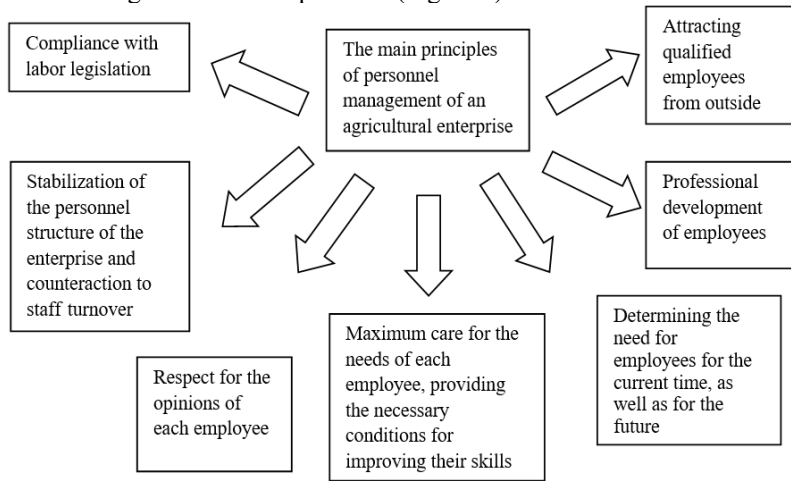 Compliance with
labor legislation
The main principles
of personnel
management of an
agricultural enterprise
Attracting
qualified
employees
from outside
Stabilization of
the personnel
structure of the
enterprise and
counteraction to
staff turnover
Professional
development
of employees
Respect for the
opinions of
each employee
Maximum care for the
needs of each
employee, providing
the necessary
conditions for
improving their skills
Determining the
need for
employees for the
current time, as
well as for the
future